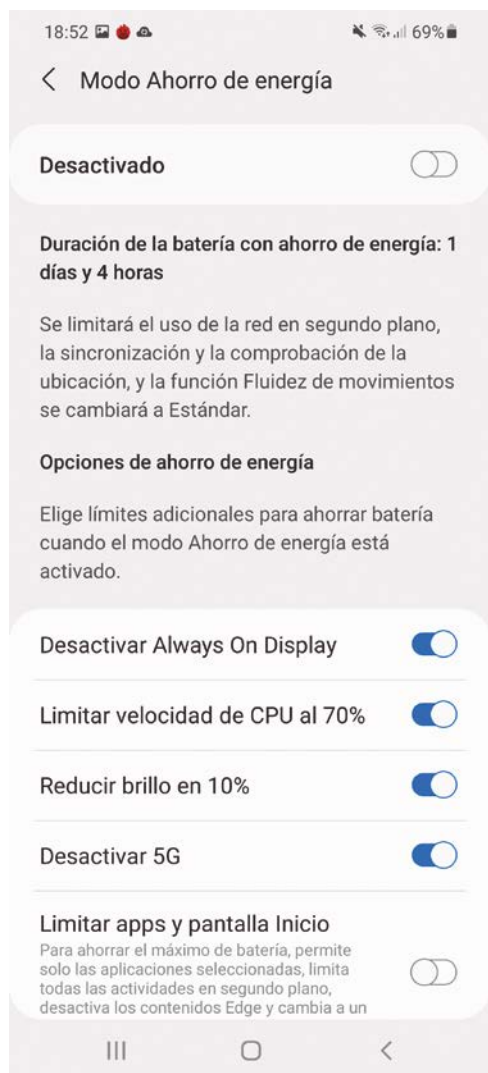 18:52 69%
Modo Ahorro de energía
Desactivado
Duración de la batería con ahorro de energía: 1
días y 4 horas
Se limitará el uso de la red en segundo plano,
la sincronización y la comprobación de la
ubicación, y la función Fluidez de movimientos
se cambiará a Estándar.
Opciones de ahorro de energía
Elige límites adicionales para ahorrar batería
cuando el modo Ahorro de energía está
activado.
Desactivar Always On Display
Limitar velocidad de CPU al 70%
Reducir brillo en 10%
Desactivar 5G
Limitar apps y pantalla Inicio
Para ahorrar el máximo de batería, permite
solo las aplicaciones seleccionadas, limita
todas las actividades en segundo plano,
desactiva los contenidos Edge y cambia a un